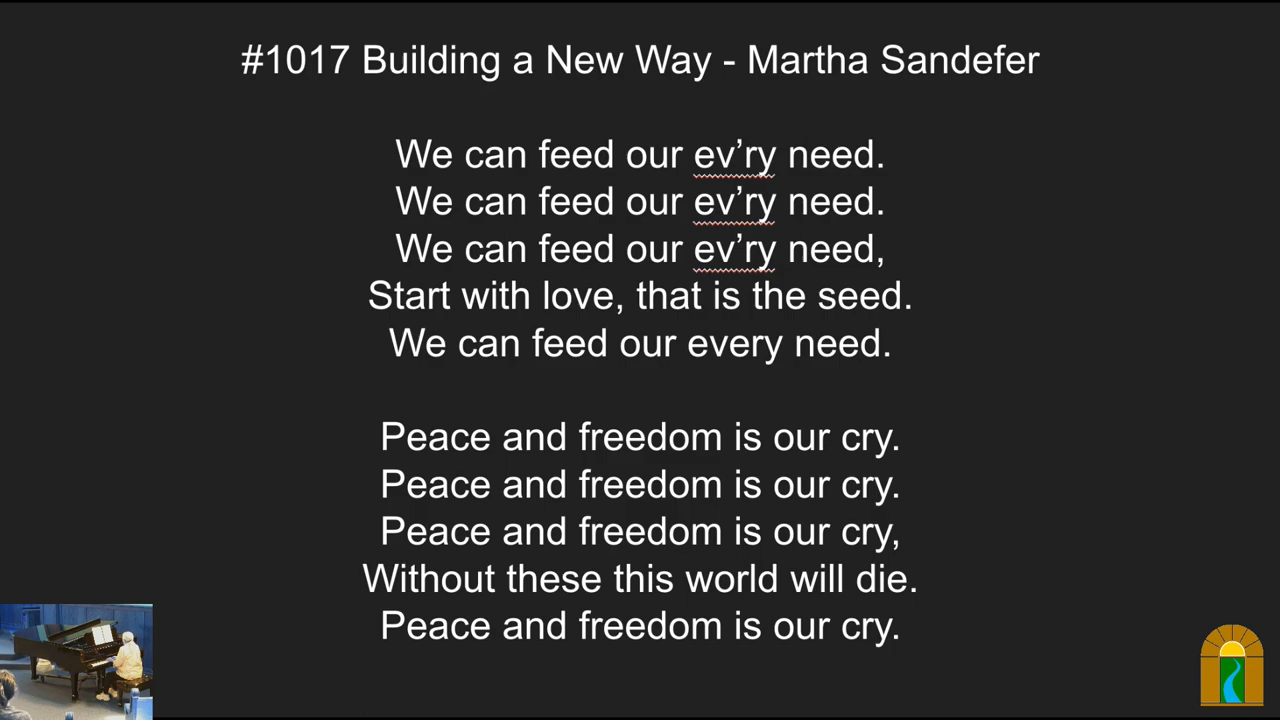 #1017 Building a New Way - Martha Sandefer
We can feed our ev’ry need.
We can feed our ev’ry need.
We can feed our ev’ry need,
Start with love, that is the seed.
We can feed our every need.
Peace and freedom is our cry.
Peace and freedom is our cry.
Peace and freedom is our cry,
Without these this world will die.
Peace and freedom is our cry.